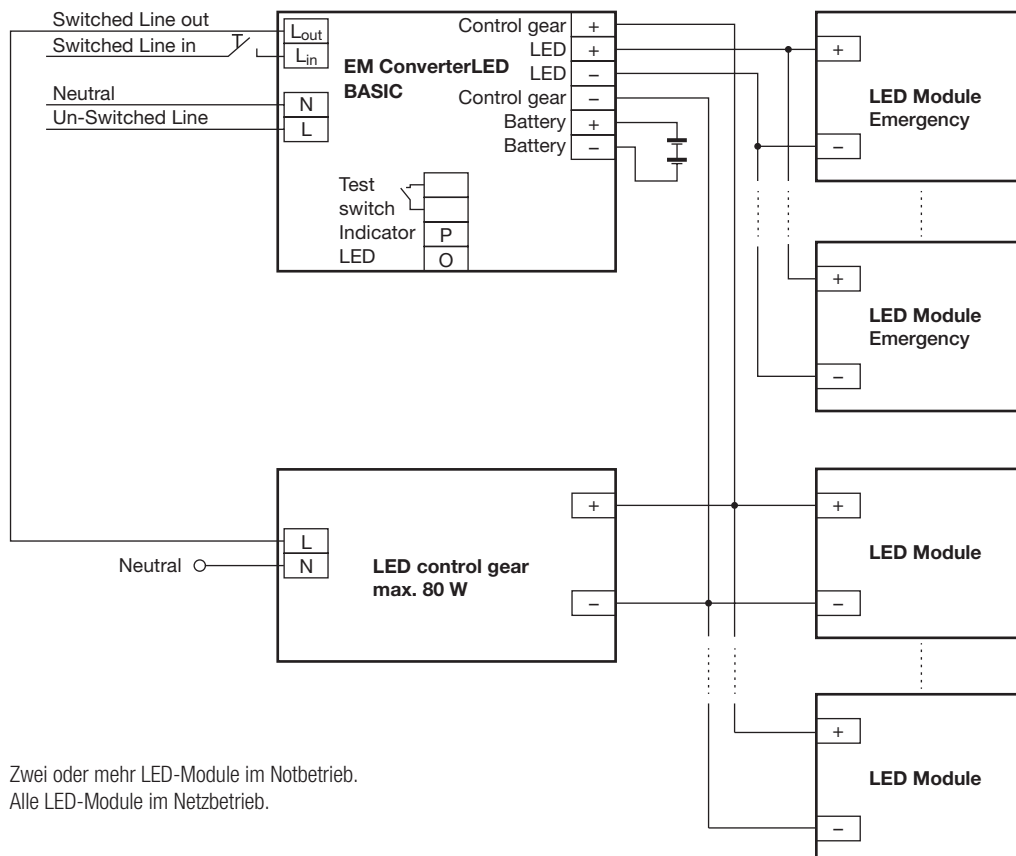 Switched Line out
Switched Line in
Neutral
Un-Switched Line
Lout
Lin
N
L
EM ConverterLED
BASIC
Control gear +
LED +
LED –
Control gear –
Battery +
Battery –
Test
switch
Indicator P
LED O
+
LED Module
Emergency
–
+
LED Module
Emergency
–
L
N
Neutral
LED control gear
max. 80 W
+
–
+
LED Module
–
+
LED Module
–
Zwei oder mehr LED-Module im Notbetrieb.
Alle LED-Module im Netzbetrieb.